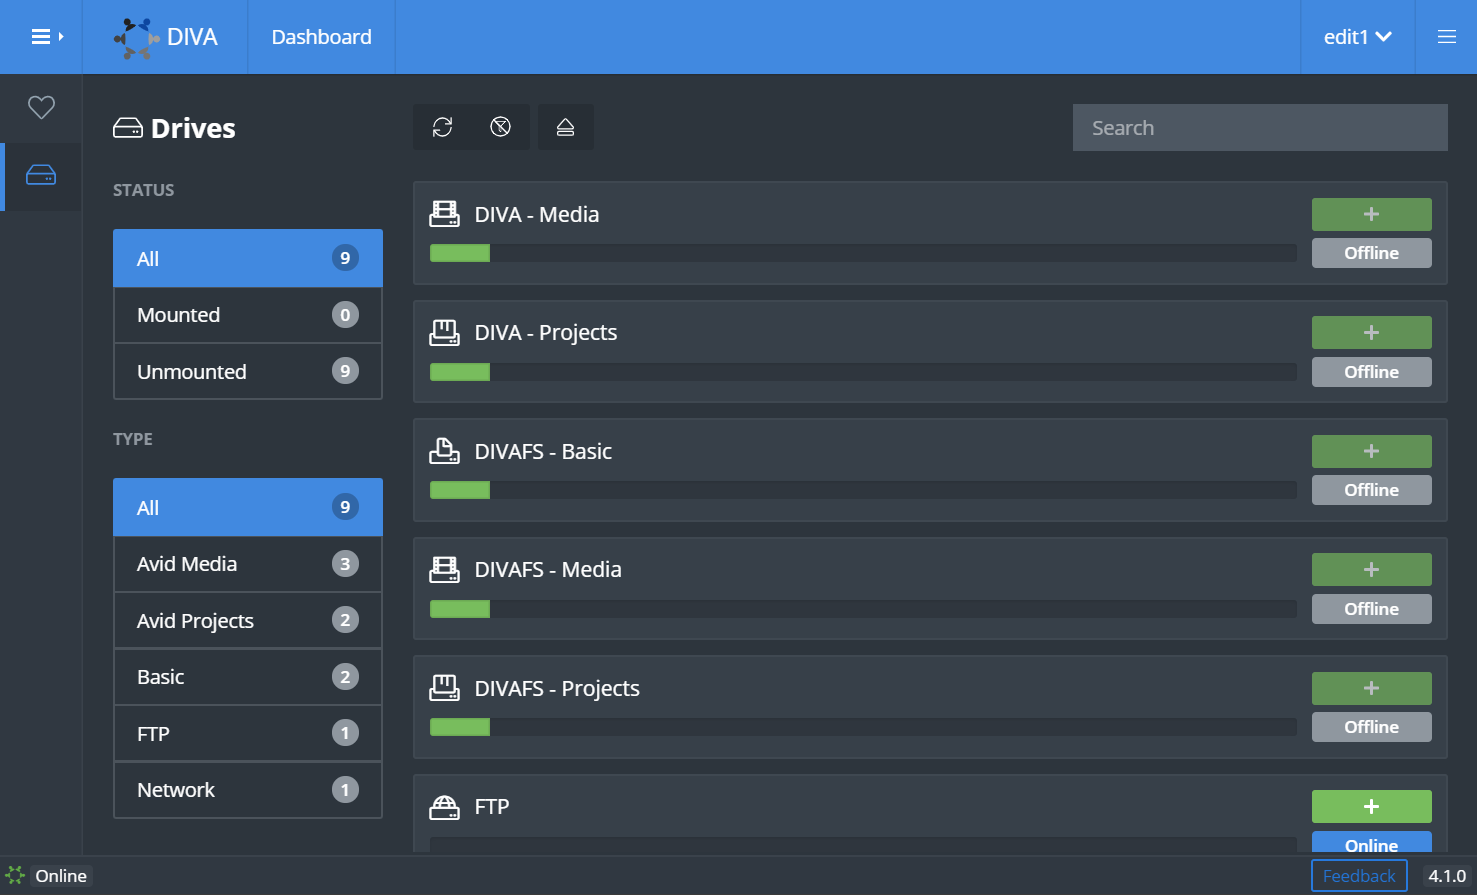 DIVA
Dashboard
edit1
Drives
Search
STATUS
All 9
Mounted 0
Unmounted 9
TYPE
All 9
Avid Media 3
Avid Projects 2
Basic 2
FTP 1
Network 1
DIVA - Media
+
Offline
DIVA - Projects
+
Offline
DIVAFS - Basic
+
Offline
DIVAFS - Media
+
Offline
DIVAFS - Projects
+
Offline
FTP
+
Online
Online
Feedback
4.1.0